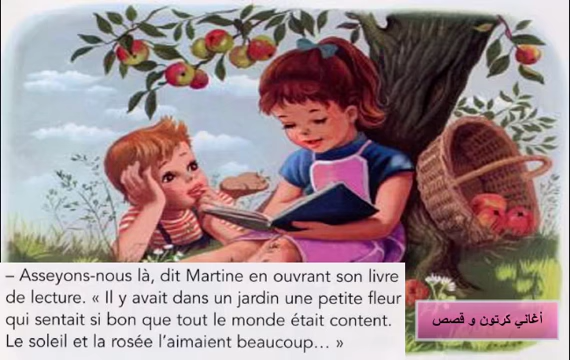 – Asseyons-nous là, dit Martine en ouvrant son livre
de lecture. « Il y avait dans un jardin une petite fleur
qui sentait si bon que tout le monde était content.
Le soleil et la rosée l’aimaient beaucoup… »
أغاني كرتون و قصص